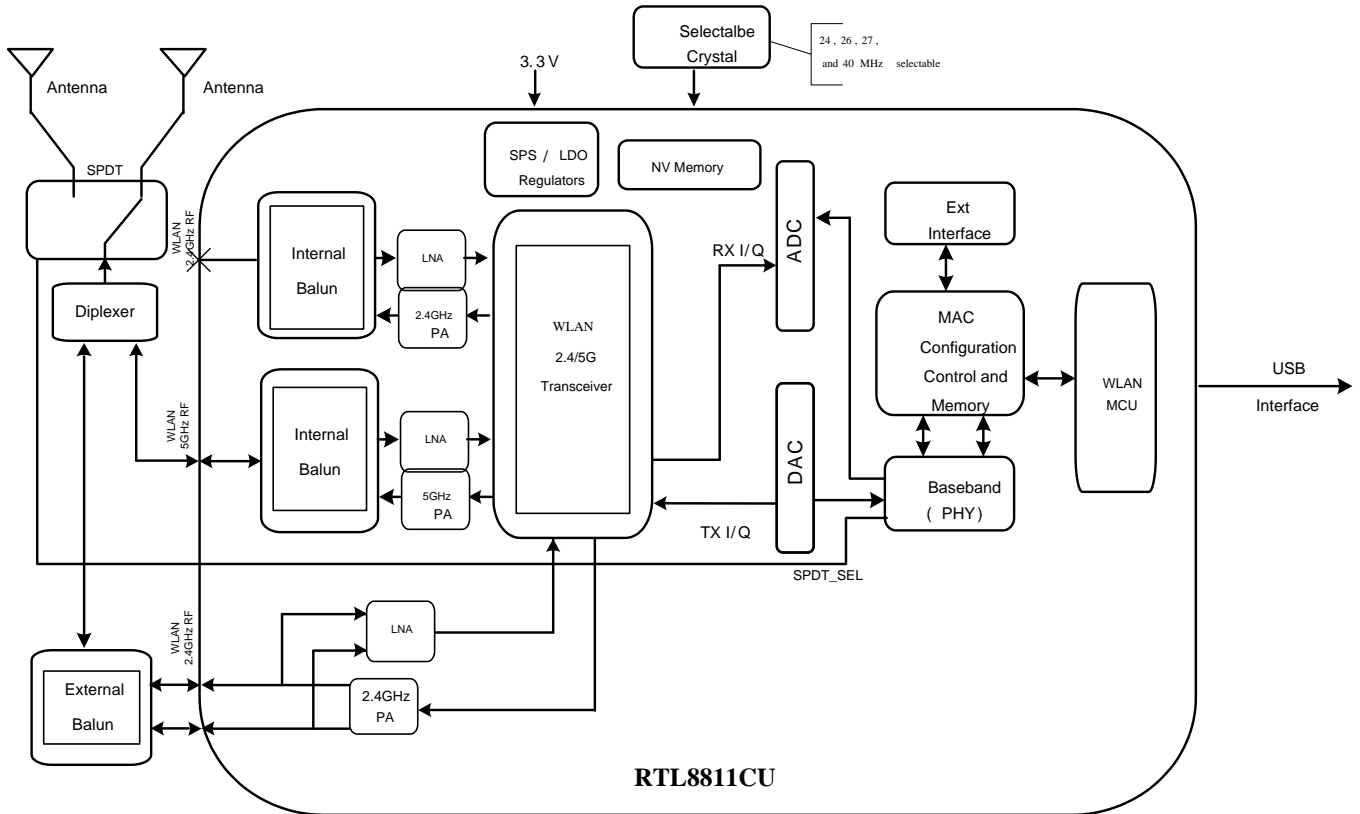 Selectalbe
Crystal
24 , 26 , 27 ,
and 40 MHz selectable
3.3V
Antenna
Antenna
SPDT
SPS / LDO
Regulators
NV Memory
ADC
Ext
Interface
WLAN
2.4GHz RF
Internal
Balun
LNA
2.4GHz
PA
RX I/Q
Diplexer
WLAN
2.4/5G
Transceiver
MAC
Configuration
Control and
Memory
WLAN
MCU
USB
Interface
WLAN
5GHz RF
Internal
Balun
LNA
5GHz
PA
DAC
TX I/Q
Baseband
( PHY)
SPDT_SEL
WLAN
2.4GHz RF
LNA
External
Balun
2.4GHz
PA
RTL8811CU